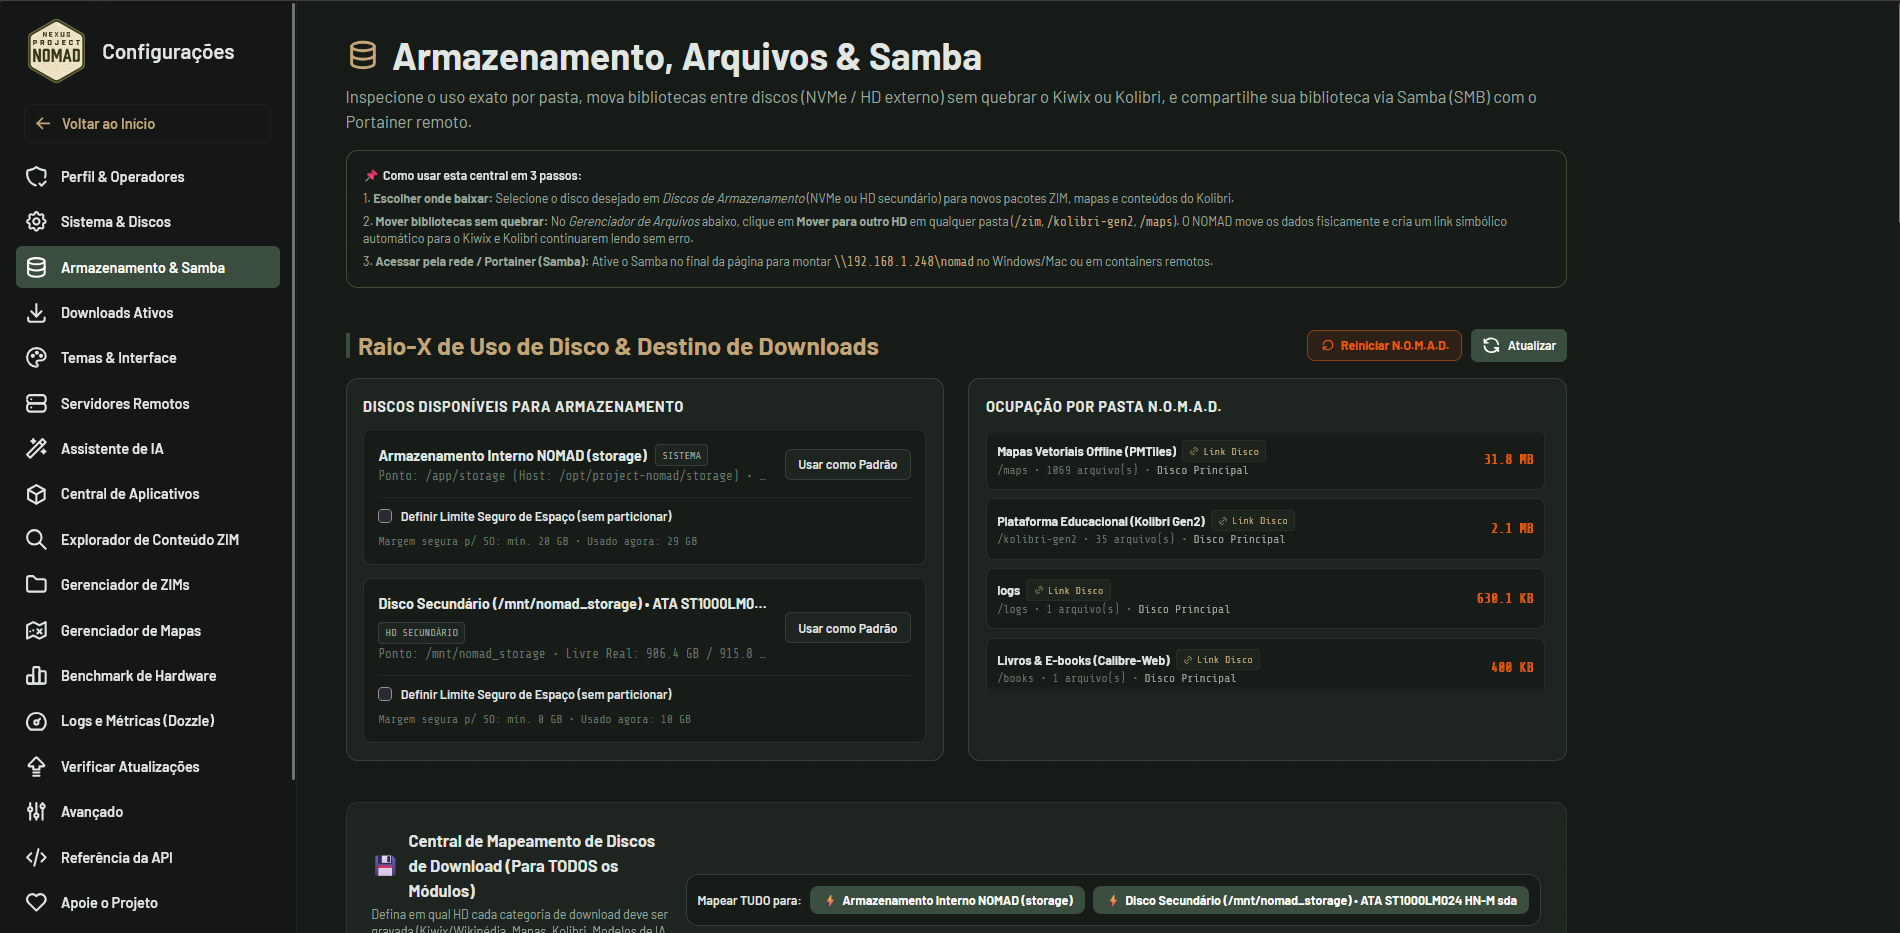 NEXUS
PROJECT
NOMAD
Configurações
Voltar ao Início
Perfil & Operadores
Sistema & Discos
Armazenamento & Samba
Downloads Ativos
Temas & Interface
Servidores Remotos
Assistente de IA
Central de Aplicativos
Explorador de Conteúdo ZIM
Gerenciador de ZIMs
Gerenciador de Mapas
Benchmark de Hardware
Logs e Métricas (Dozzle)
Verificar Atualizações
Avançado
Referência da API
Apoie o Projeto
Armazenamento, Arquivos & Samba
Inspecione o uso exato por pasta, mova bibliotecas entre discos (NVMe / HD externo) sem quebrar o Kiwix ou Kolibri, e compartilhe sua biblioteca via Samba (SMB) com o
Portainer remoto.
📌 Como usar esta central em 3 passos:
1. Escolher onde baixar: Selecione o disco desejado em Discos de Armazenamento (NVMe ou HD secundário) para novos pacotes ZIM, mapas e conteúdos do Kolibri.
2. Mover bibliotecas sem quebrar: No Gerenciador de Arquivos abaixo, clique em Mover para outro HD em qualquer pasta (/zim, /kolibri-gen2, /maps). O NOMAD move os dados fisicamente e cria um link simbólico
automático para o Kiwix e Kolibri continuarem lendo sem erro.
3. Acessar pela rede / Portainer (Samba): Ative o Samba no final da página para montar \\192.168.1.248\nomad no Windows/Mac ou em containers remotos.
Raio-X de Uso de Disco & Destino de Downloads
Reiniciar N.O.M.A.D.
Atualizar
DISCOS DISPONÍVEIS PARA ARMAZENAMENTO
Armazenamento Interno NOMAD (storage) SISTEMA
Ponto: /app/storage (Host: /opt/project-nomad/storage) · …
Usar como Padrão
Definir Limite Seguro de Espaço (sem particionar)
Margem segura p/ SO: mín. 20 GB · Usado agora: 29 GB
Disco Secundário (/mnt/nomad_storage) • ATA ST1000LM0...
HD SECUNDÁRIO
Ponto: /mnt/nomad_storage · Livre Real: 906.4 GB / 915.8 …
Usar como Padrão
Definir Limite Seguro de Espaço (sem particionar)
Margem segura p/ SO: mín. 0 GB · Usado agora: 10 GB
OCUPAÇÃO POR PASTA N.O.M.A.D.
Mapas Vetoriais Offline (PMTiles) Link Disco
/maps · 1069 arquivo(s) · Disco Principal
31.8 MB
Plataforma Educacional (Kolibri Gen2) Link Disco
/kolibri-gen2 · 35 arquivo(s) · Disco Principal
2.1 MB
logs Link Disco
/logs · 1 arquivo(s) · Disco Principal
630.1 KB
Livros & E-books (Calibre-Web) Link Disco
/books · 1 arquivo(s) · Disco Principal
400 KB
Central de Mapeamento de Discos
de Download (Para TODOS os
Módulos)
Defina em qual HD cada categoria de download deve ser
gravada (Kiwix/Wikipédia, Mapas, Kolibri, Modelos de IA,
Mapear TUDO para:
Armazenamento Interno NOMAD (storage)
Disco Secundário (/mnt/nomad_storage) • ATA ST1000LM024 HN-M sda